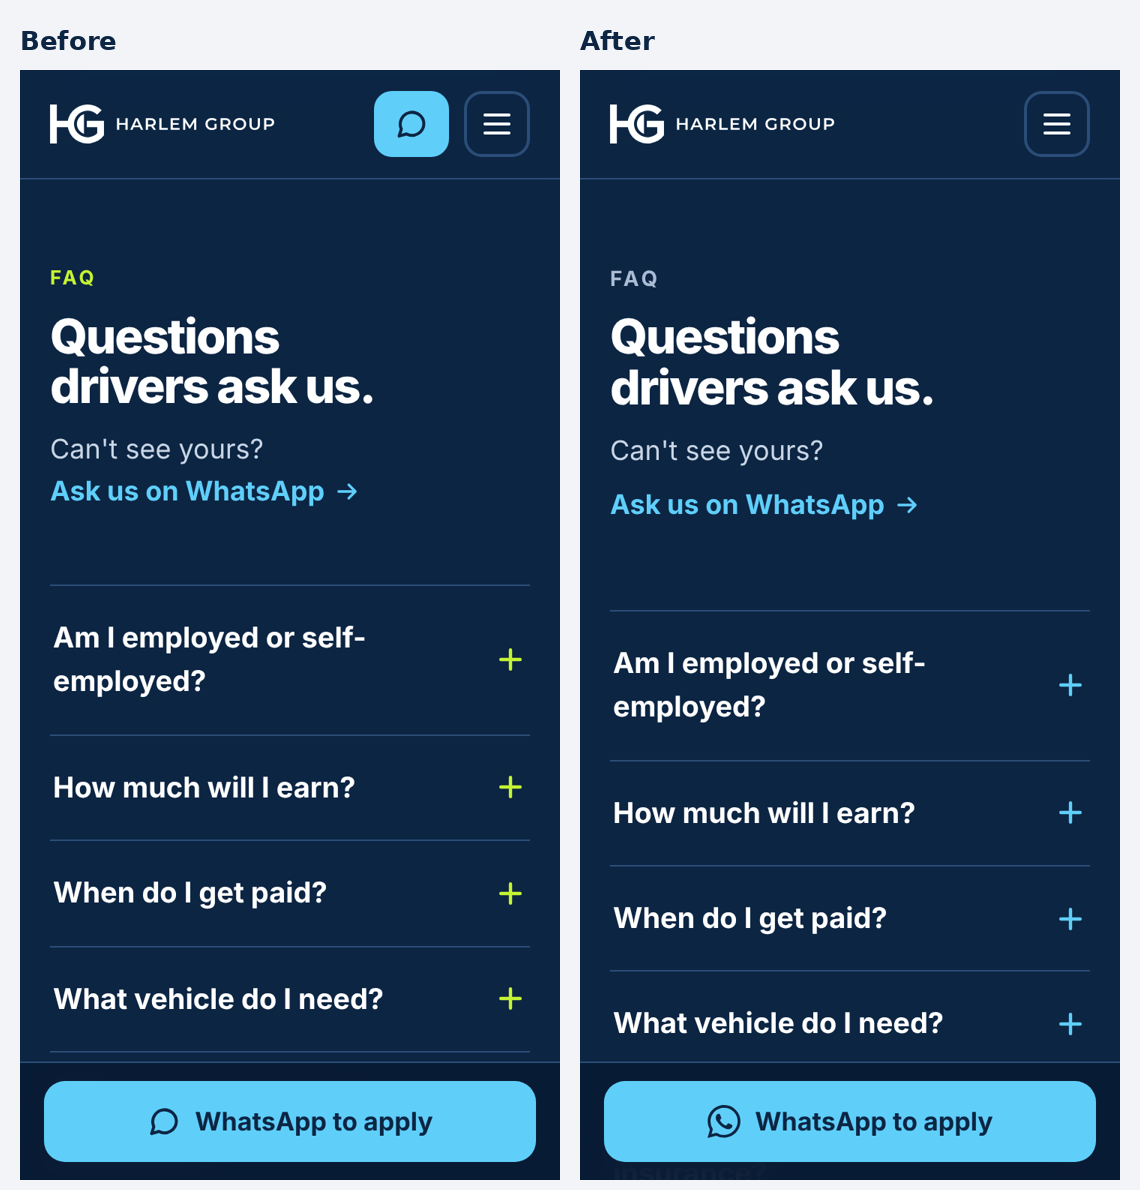 Before
HARLEM GROUP
FAQ
Questions
drivers ask us.
Can't see yours?
Ask us on WhatsApp →
Am I employed or self-
employed?
How much will I earn?
When do I get paid?
What vehicle do I need?
WhatsApp to apply
After
HARLEM GROUP
FAQ
Questions
drivers ask us.
Can't see yours?
Ask us on WhatsApp →
Am I employed or self-
employed?
How much will I earn?
When do I get paid?
What vehicle do I need?
WhatsApp to apply
insurance?